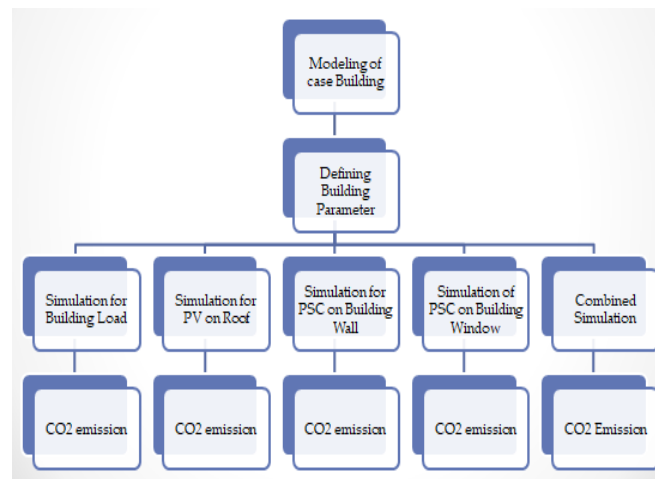 Modeling of
case Building
Defining
Building
Parameter
Simulation for
Building Load
Simulation for
PV on Roof
Simulation for
PSC on Building
Wall
Simulation of
PSC on Building
Window
Combined
Simulation
CO2 emission
CO2 emission
CO2 emission
CO2 emission
CO2 Emission